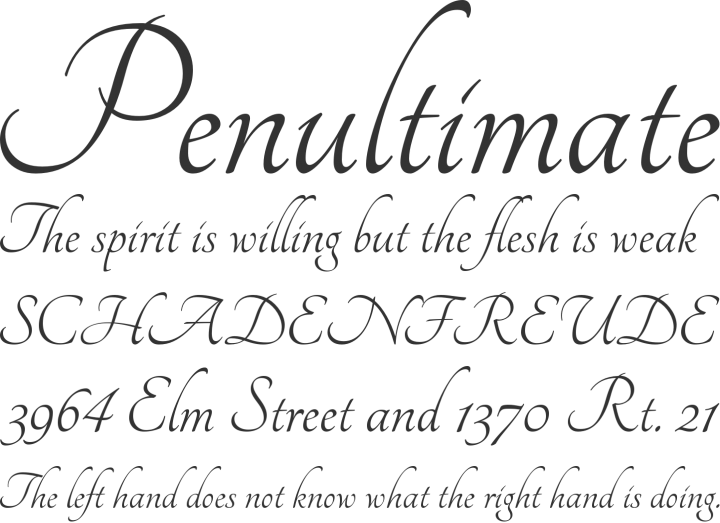 Penultimate
The spirit is willing but the flesh is weak
SCHADENFREUDE
3964 Elm Street and 1370 Rt. 21
The left hand does not know what the right hand is doing.